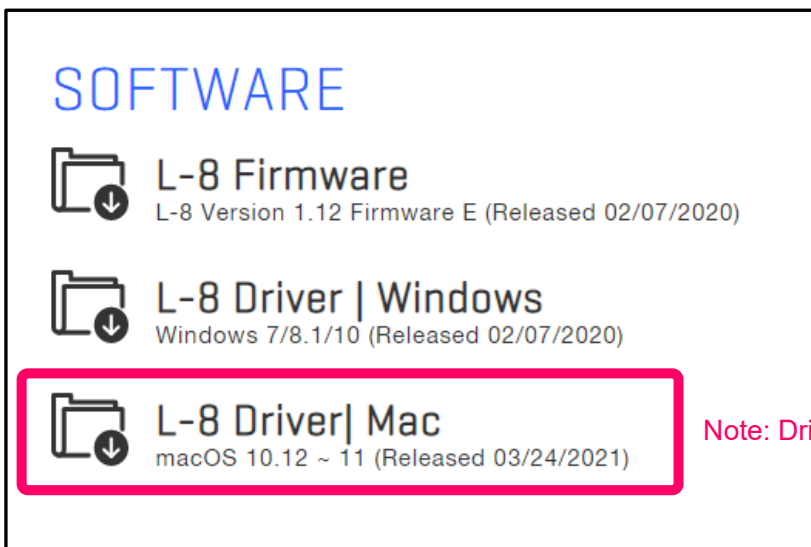 SOFTWARE
L-8 Firmware
L-8 Version 1.12 Firmware E (Released 02/07/2020)
L-8 Driver | Windows
Windows 7/8.1/10 (Released 02/07/2020)
L-8 Driver| Mac
macOS 10.12 ~ 11 (Released 03/24/2021)
Note: